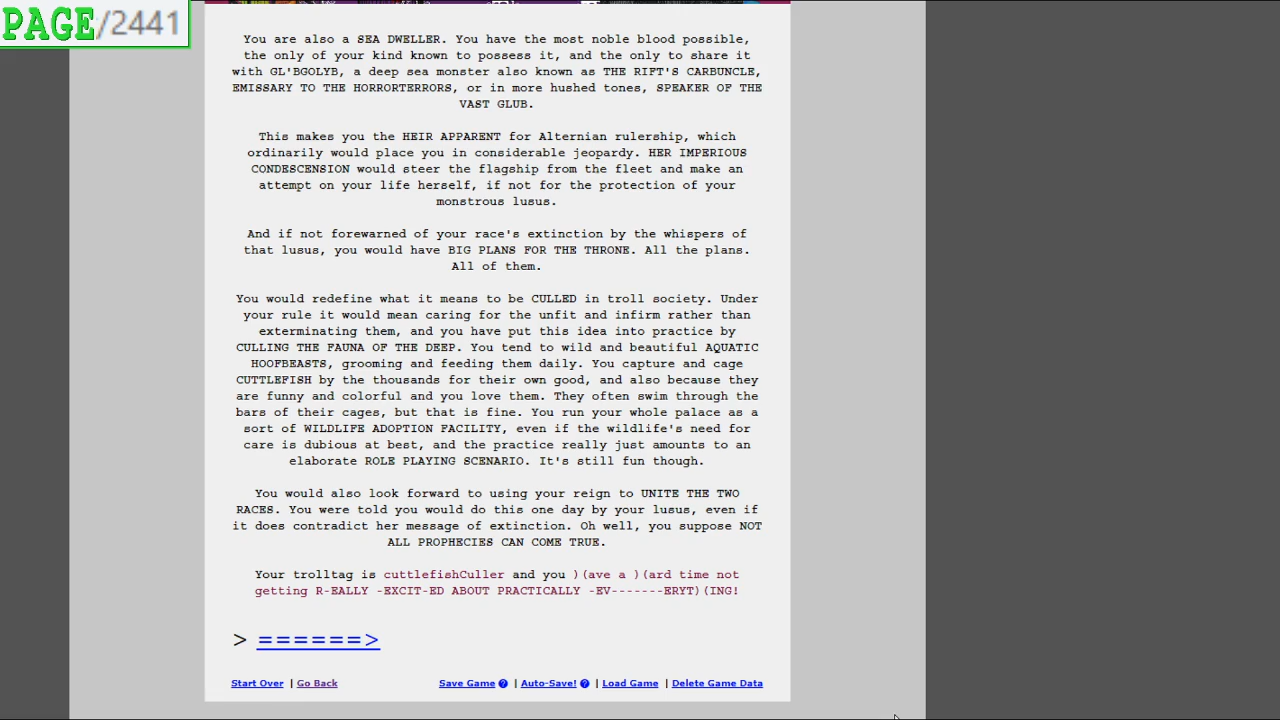 PAGE/2441
You are also a SEA DWELLER. You have the most noble blood possible,
the only of your kind known to possess it, and the only to share it
with GL'BGOLYB, a deep sea monster also known as THE RIFT'S CARBUNCLE,
EMISSARY TO THE HORRORTERRORS, or in more hushed tones, SPEAKER OF THE
VAST GLUB.
This makes you the HEIR APPARENT for Alternian rulership, which
ordinarily would place you in considerable jeopardy. HER IMPERIOUS
CONDESCENSION would steer the flagship from the fleet and make an
attempt on your life herself, if not for the protection of your
monstrous lusus.
And if not forewarned of your race's extinction by the whispers of
that lusus, you would have BIG PLANS FOR THE THRONE. All the plans.
All of them.
You would redefine what it means to be CULLED in troll society. Under
your rule it would mean caring for the unfit and infirm rather than
exterminating them, and you have put this idea into practice by
CULLING THE FAUNA OF THE DEEP. You tend to wild and beautiful AQUATIC
HOOFBEASTS, grooming and feeding them daily. You capture and cage
CUTTLEFISH by the thousands for their own good, and also because they
are funny and colorful and you love them. They often swim through the
bars of their cages, but that is fine. You run your whole palace as a
sort of WILDLIFE ADOPTION FACILITY, even if the wildlife's need for
care is dubious at best, and the practice really just amounts to an
elaborate ROLE PLAYING SCENARIO. It's still fun though.
You would also look forward to using your reign to UNITE THE TWO
RACES. You were told you would do this one day by your lusus, even if
it does contradict her message of extinction. Oh well, you suppose NOT
ALL PROPHECIES CAN COME TRUE.
Your trolltag is cuttlefishCuller and you )(ave a )(ard time not
getting R-EALLY -EXCIT-ED ABOUT PRACTICALLY -EV-------ERYT)(ING!
> ======>
Start Over | Go Back Save Game ? | Auto-Save! ? | Load Game | Delete Game Data